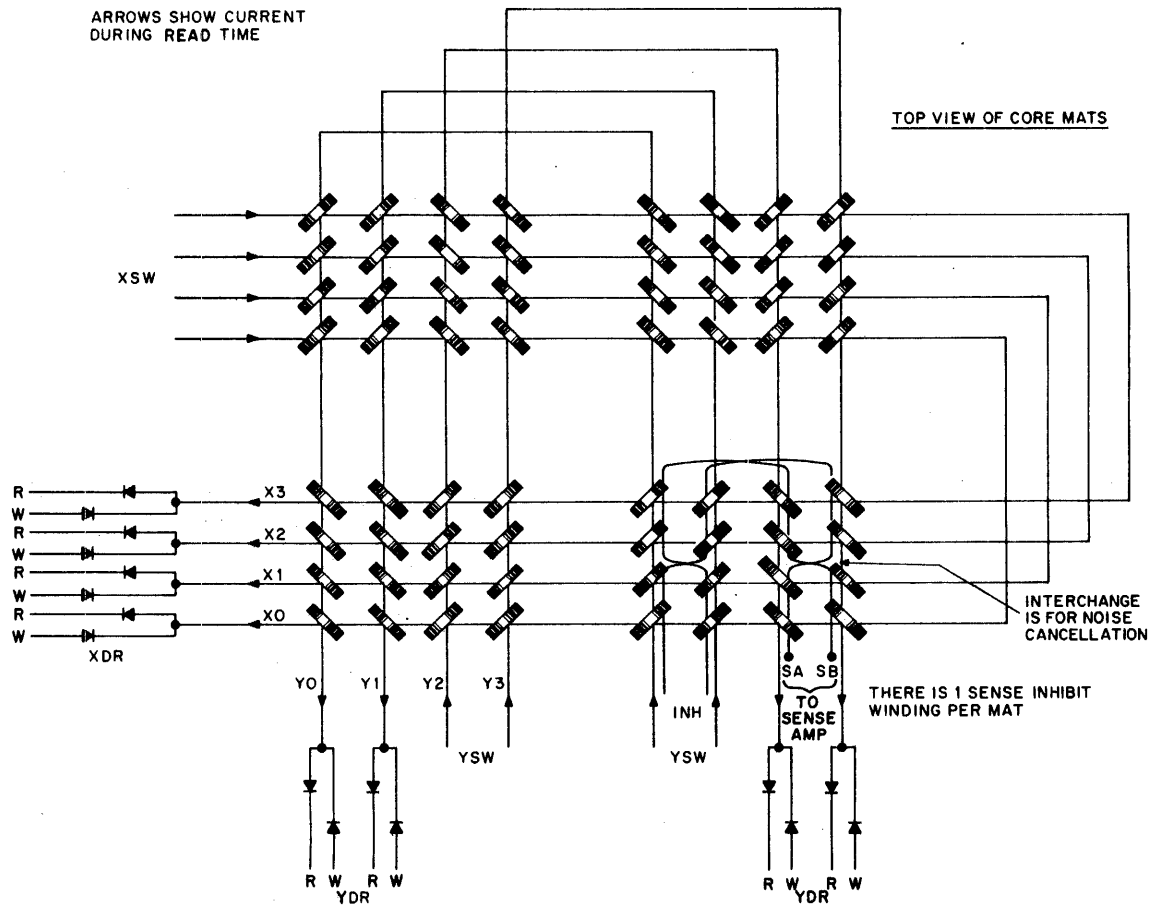 ARROWS SHOW CURRENT
DURING READ TIME
TOP VIEW OF CORE MATS
XSW
R
W
R
W
R
W
R
W
XDR
X3
X2
X1
X0
INTERCHANGE
IS FOR NOISE
CANCELLATION
SA SB
Y0 Y1 Y2 Y3
INH
TO
SENSE
AMP
THERE IS 1 SENSE INHIBIT
WINDING PER MAT
YSW YSW
R W R W R W R W
YDR YDR